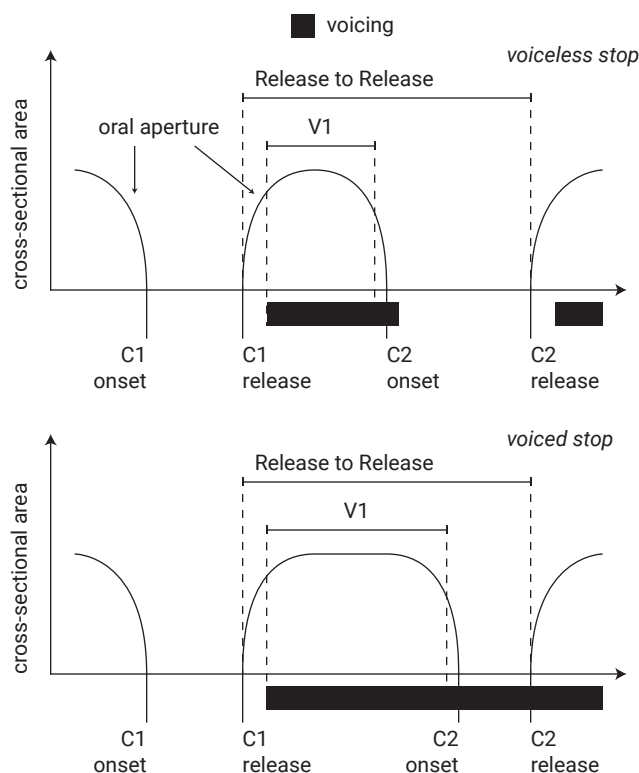 voicing
voiceless stop
Release to Release
oral aperture
V1
cross-sectional area
C1
onset
C1
release
C2
onset
C2
release
voiced stop
Release to Release
V1
cross-sectional area
C1
onset
C1
release
C2
onset
C2
release